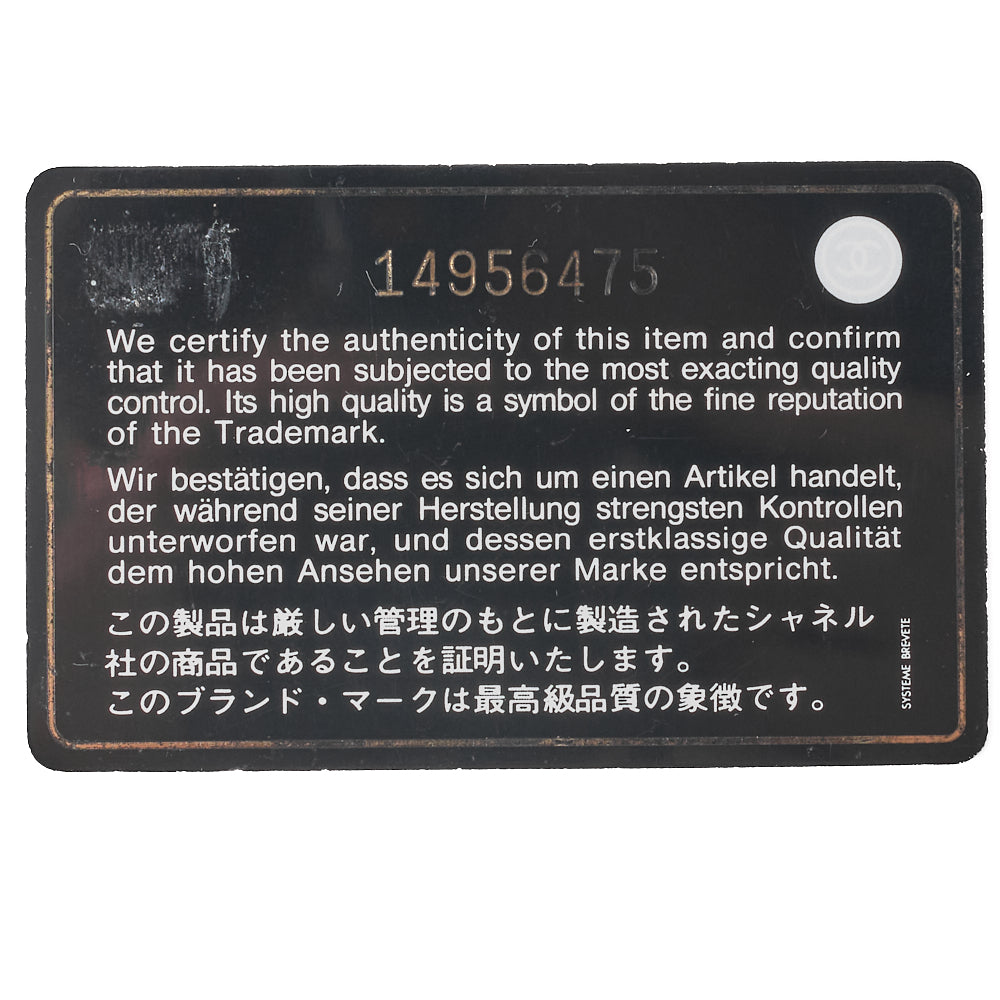 14956475
We certify the authenticity of this item and confirm
that it has been subjected to the most exacting quality
control. Its high quality is a symbol of the fine reputation
of the Trademark.
Wir bestätigen, dass es sich um einen Artikel handelt,
der während seiner Herstellung strengsten Kontrollen
unterworfen war, und dessen erstklassige Qualität
dem hohen Ansehen unserer Marke entspricht.
この製品は厳しい管理のもとに製造されたシャネル
社の商品であることを証明いたします。
このブランド・マークは最高級品質の象徴です。
SYSTEME BREVETE